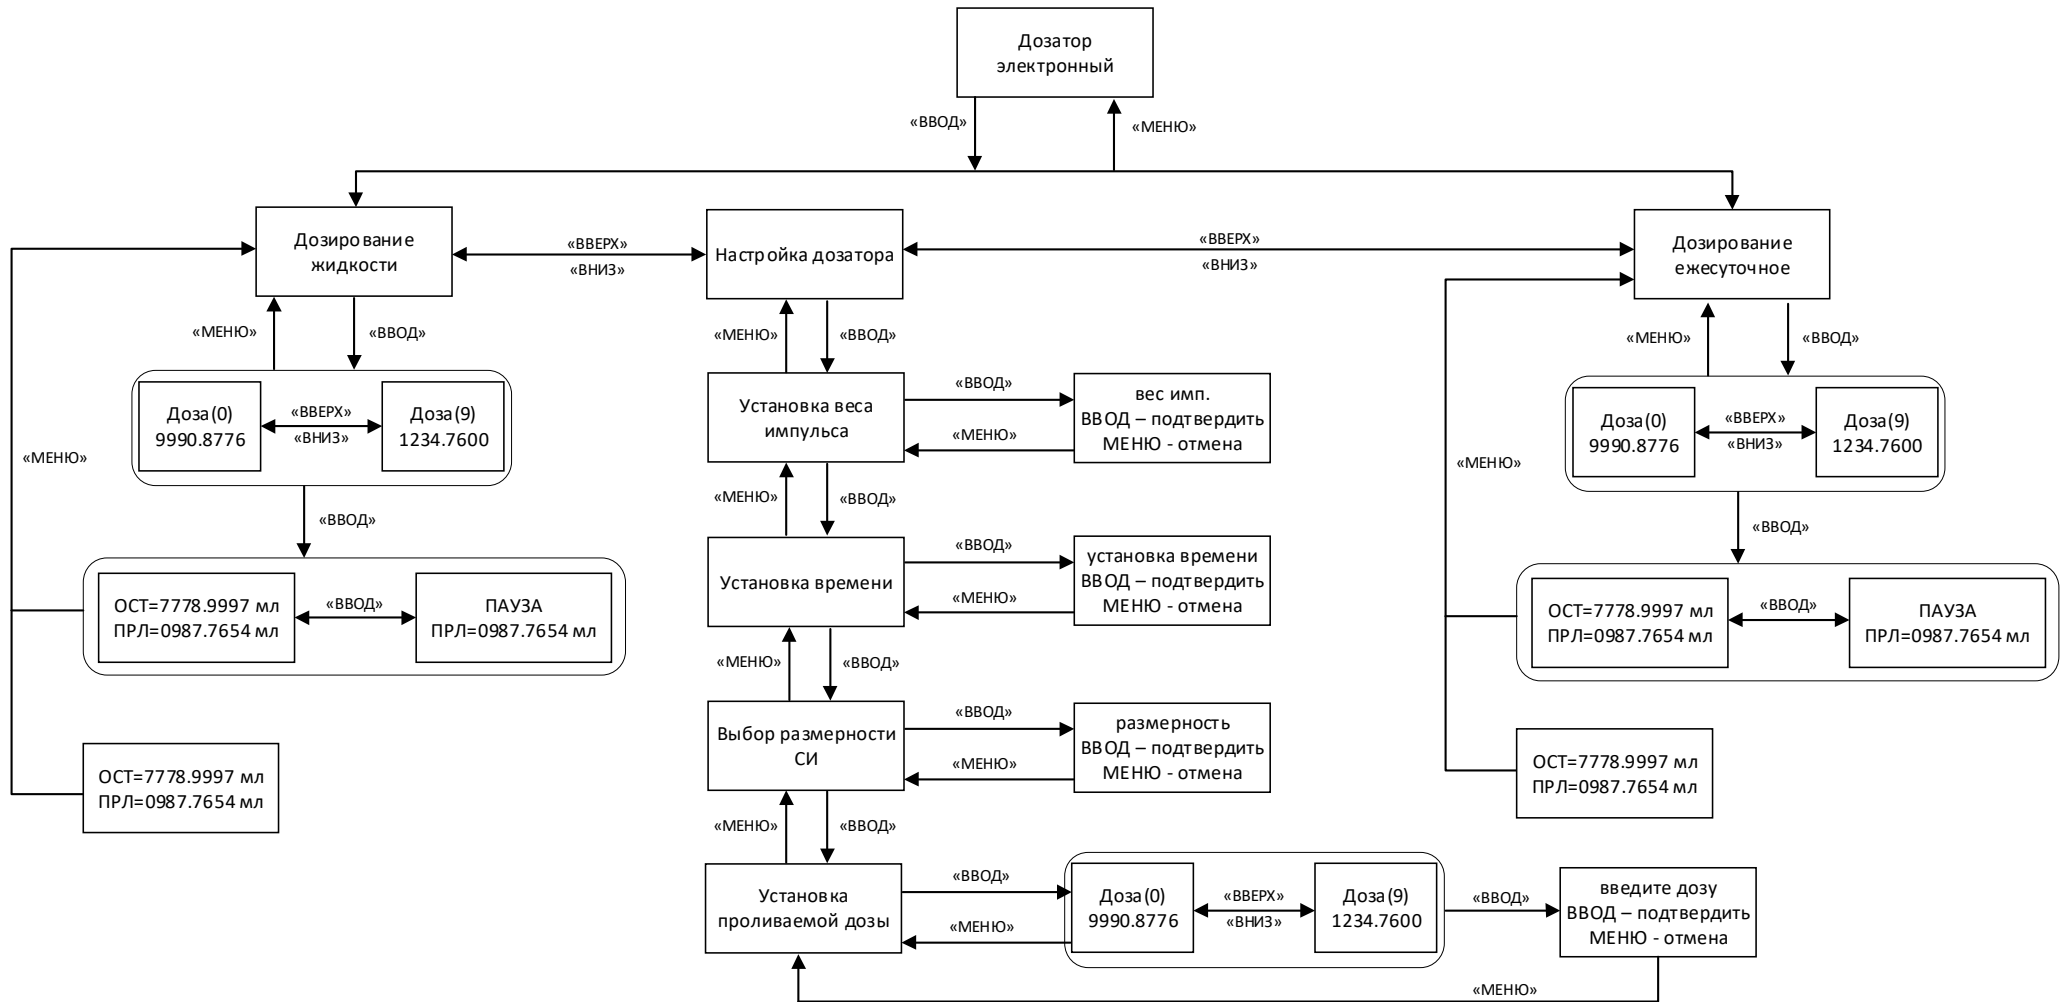 Дозатор
электронный
«ВВОД»
«МЕНЮ»
Дозирование
жидкости
«ВВЕРХ»
«ВНИЗ»
Настройка дозатора
«ВВЕРХ»
«ВНИЗ»
Дозирование
ежесуточное
«МЕНЮ»
«ВВОД»
«МЕНЮ»
«ВВОД»
«МЕНЮ»
«ВВОД»
Доза(0)
9990.8776
«ВВЕРХ»
«ВНИЗ»
Доза(9)
1234.7600
Установка веса
импульса
«ВВОД»
«МЕНЮ»
вес имп.
ВВОД – подтвердить
МЕНЮ - отмена
Доза(0)
9990.8776
«ВВЕРХ»
«ВНИЗ»
Доза(9)
1234.7600
«МЕНЮ»
«ВВОД»
«МЕНЮ»
«ВВОД»
«МЕНЮ»
«ВВОД»
ОСТ=7778.9997 мл
ПРЛ=0987.7654 мл
«ВВОД»
ПАУЗА
ПРЛ=0987.7654 мл
Установка времени
«ВВОД»
«МЕНЮ»
установка времени
ВВОД – подтвердить
МЕНЮ - отмена
ОСТ=7778.9997 мл
ПРЛ=0987.7654 мл
«ВВОД»
ПАУЗА
ПРЛ=0987.7654 мл
«МЕНЮ»
«ВВОД»
ОСТ=7778.9997 мл
ПРЛ=0987.7654 мл
Выбор размерности
СИ
«ВВОД»
«МЕНЮ»
размерность
ВВОД – подтвердить
МЕНЮ - отмена
ОСТ=7778.9997 мл
ПРЛ=0987.7654 мл
«МЕНЮ»
«ВВОД»
Установка
проливаемой дозы
«ВВОД»
«МЕНЮ»
Доза(0)
9990.8776
«ВВЕРХ»
«ВНИЗ»
Доза(9)
1234.7600
«ВВОД»
введите дозу
ВВОД – подтвердить
МЕНЮ - отмена
«МЕНЮ»